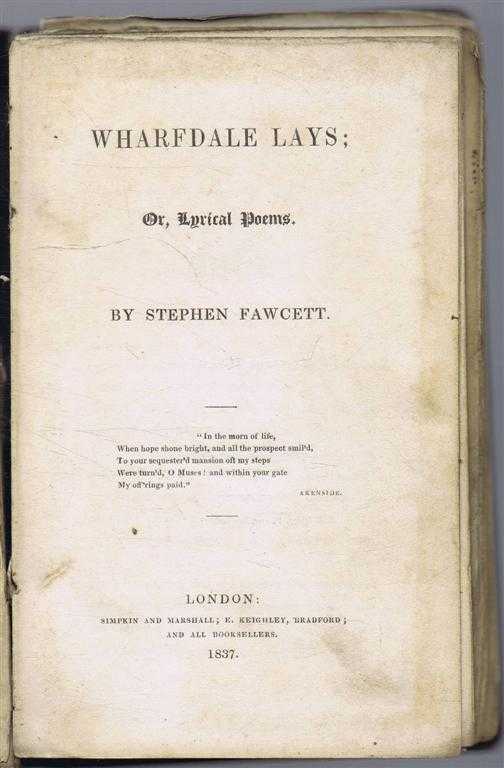 WHARFDALE LAYS;
Or, Lyrical Poems.
BY STEPHEN FAWCETT.
"In the morn of life,
When hope shone bright, and all the prospect smil'd,
To your sequester'd mansion oft my steps
Were turn'd, O Muses! and within your gate
My off'rings paid."
AKENSIDE.
LONDON:
SIMPKIN AND MARSHALL; E. KEIGHLEY, BRADFORD;
AND ALL BOOKSELLERS.
1837.